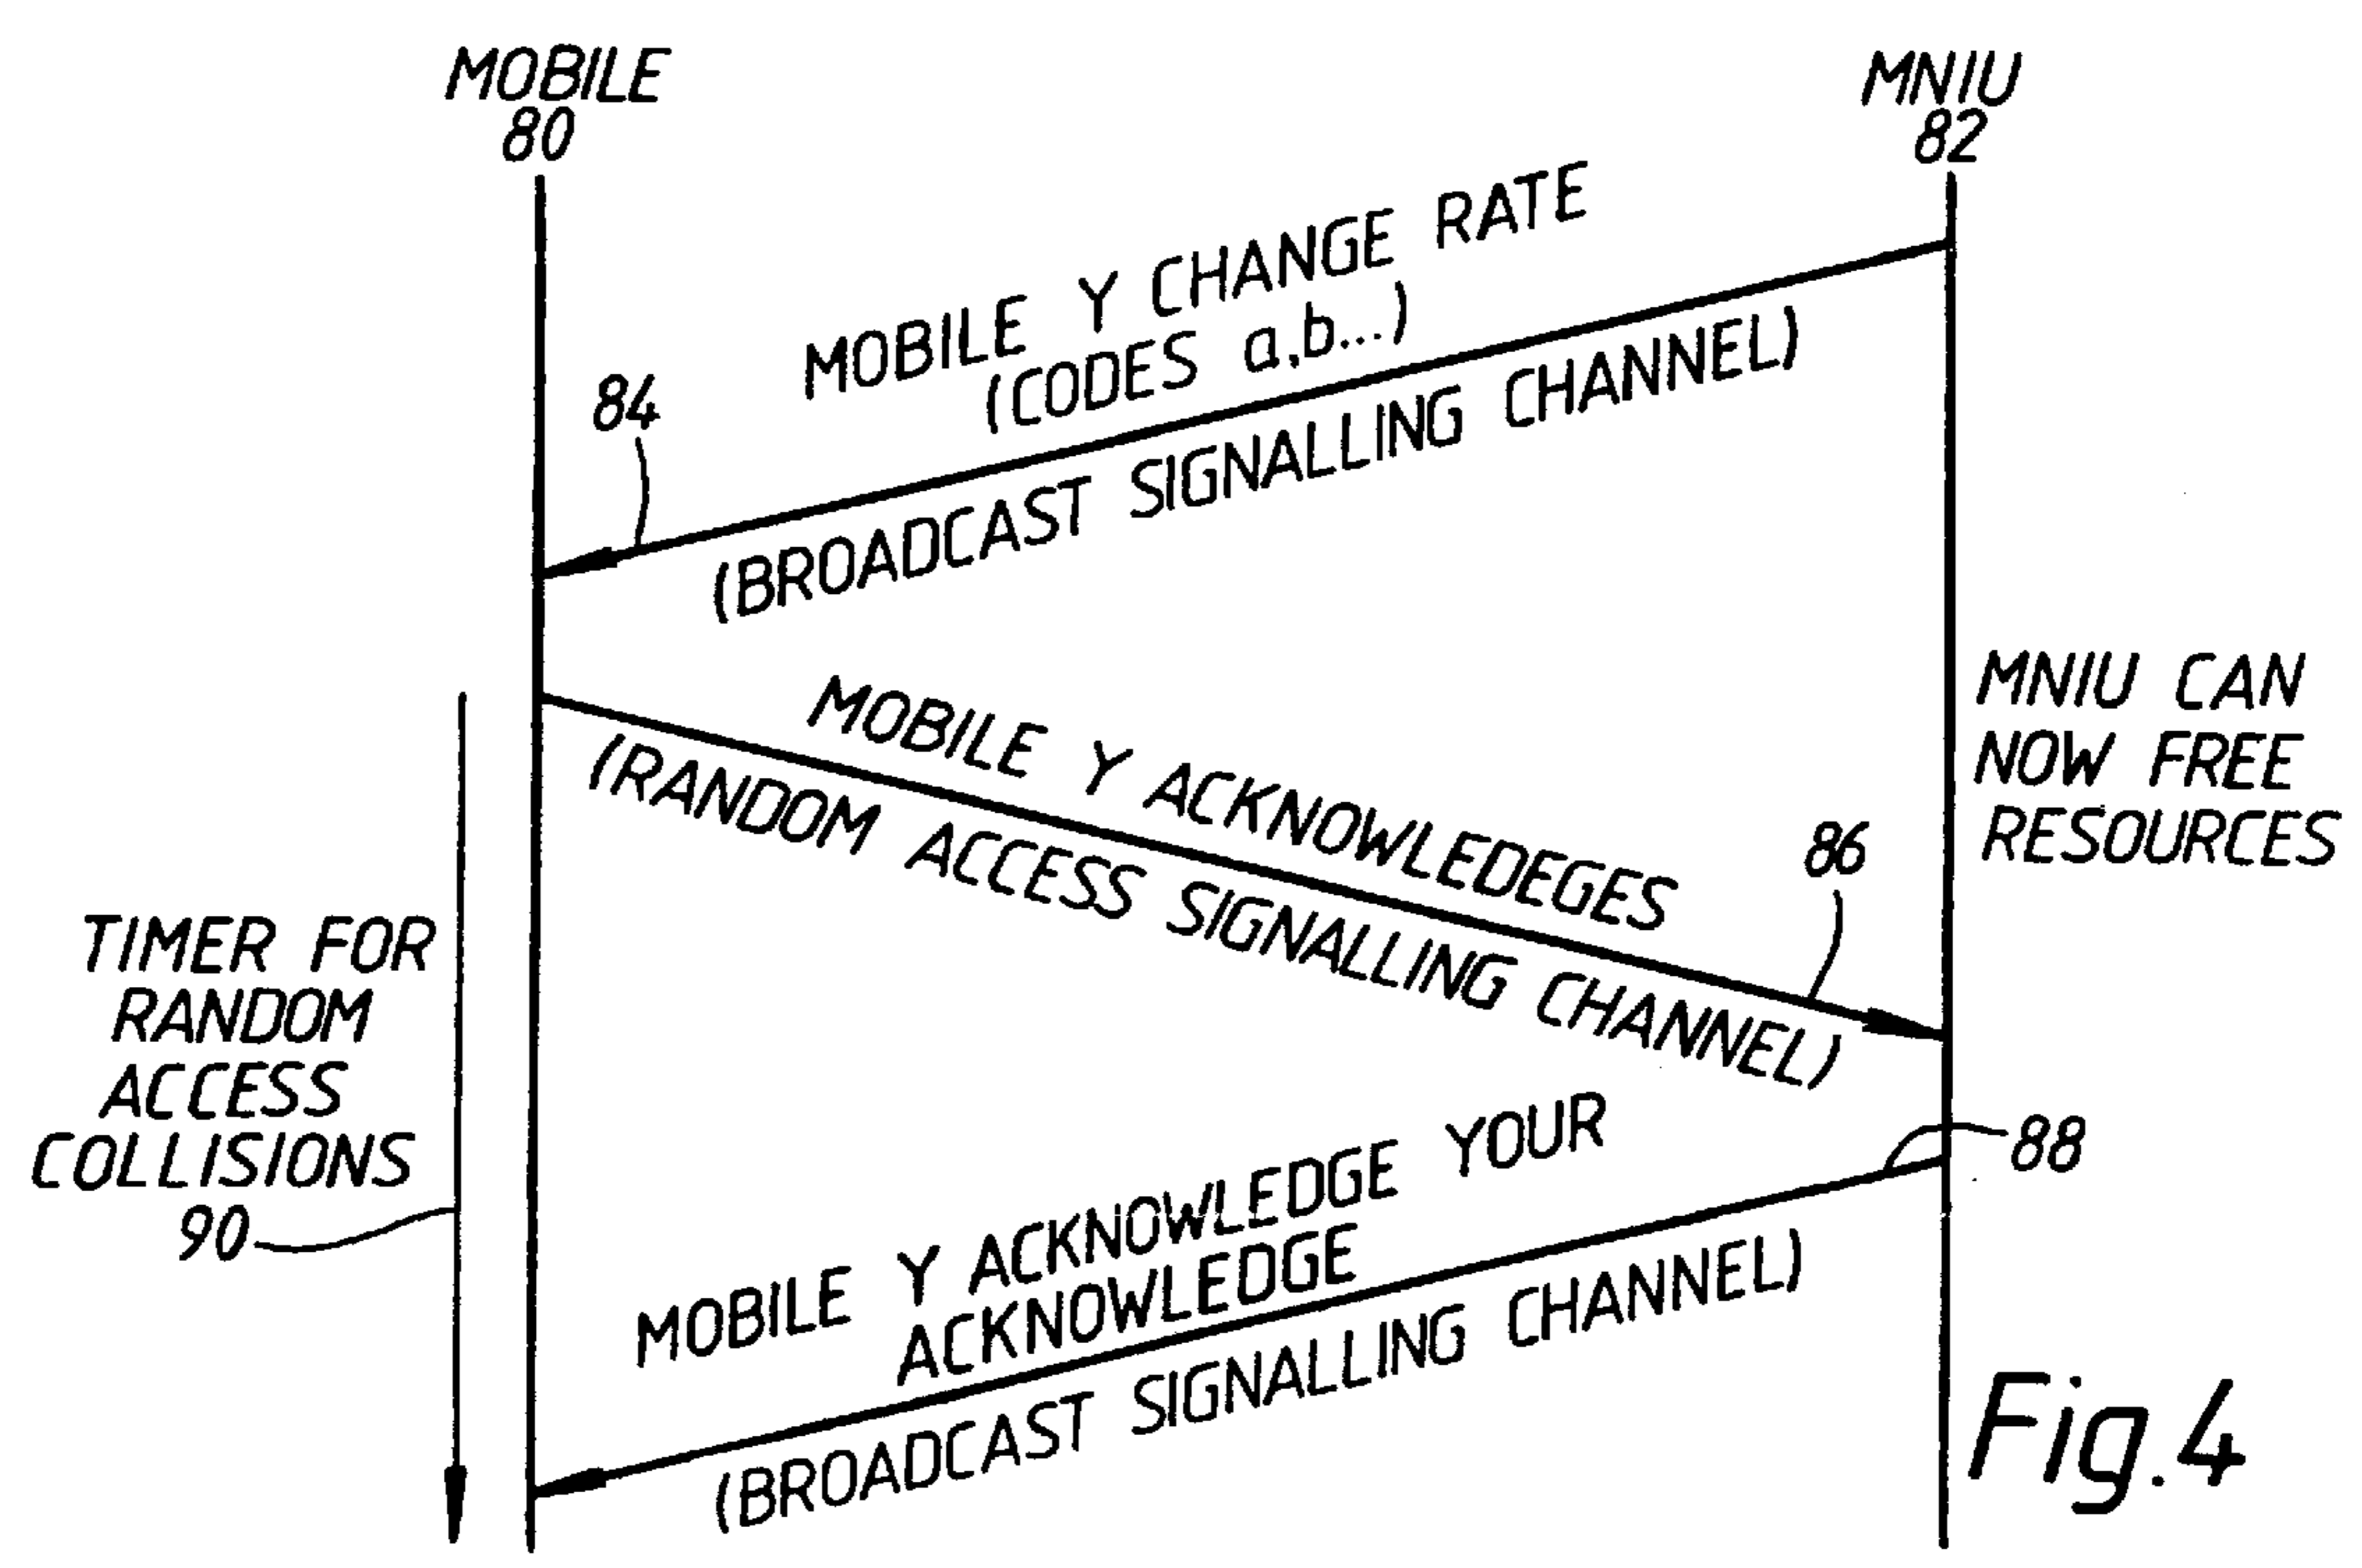 MOBILE
80
MNIU
82
MOBILE Y CHANGE RATE
(CODES a,b...)
(BROADCAST SIGNALLING CHANNEL)
84
MOBILE Y ACKNOWLEDEGES
(RANDOM ACCESS SIGNALLING CHANNEL)
86
MNIU CAN
NOW FREE
RESOURCES
TIMER FOR
RANDOM
ACCESS
COLLISIONS
90
MOBILE Y ACKNOWLEDGE YOUR
ACKNOWLEDGE
(BROADCAST SIGNALLING CHANNEL)
88
Fig.4